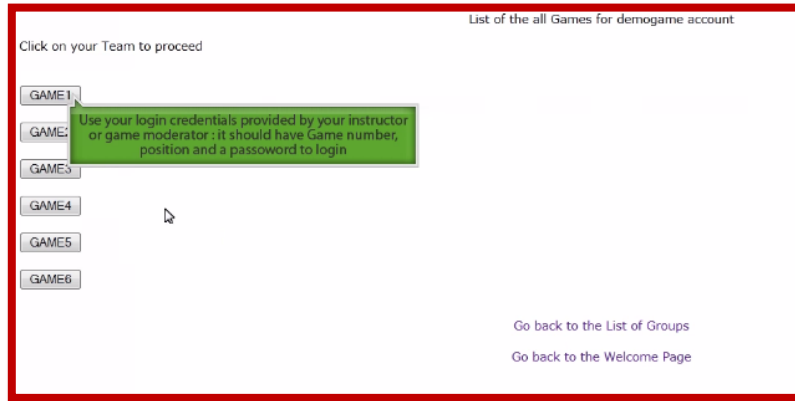 List of the all Games for demogame account
Click on your Team to proceed
GAME1
Use your login credentials provided by your instructor
or game moderator : it should have Game number,
position and a passoword to login
GAME2
GAME3
GAME4
GAME5
GAME6
Go back to the List of Groups
Go back to the Welcome Page